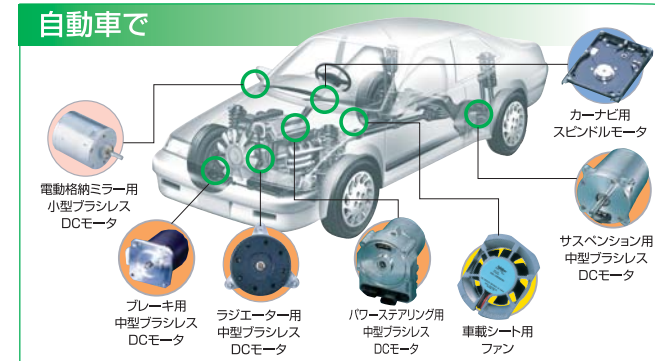 自動車で
カーナビ用
スピンドルモータ
電動格納ミラー用
小型ブラシレス
DCモータ
サスペンション用
中型ブラシレス
DCモータ
ブレーキ用
中型ブラシレス
DCモータ
ラジエーター用
中型ブラシレス
DCモータ
パワーステアリング用
中型ブラシレス
DCモータ
車載シート用
ファン